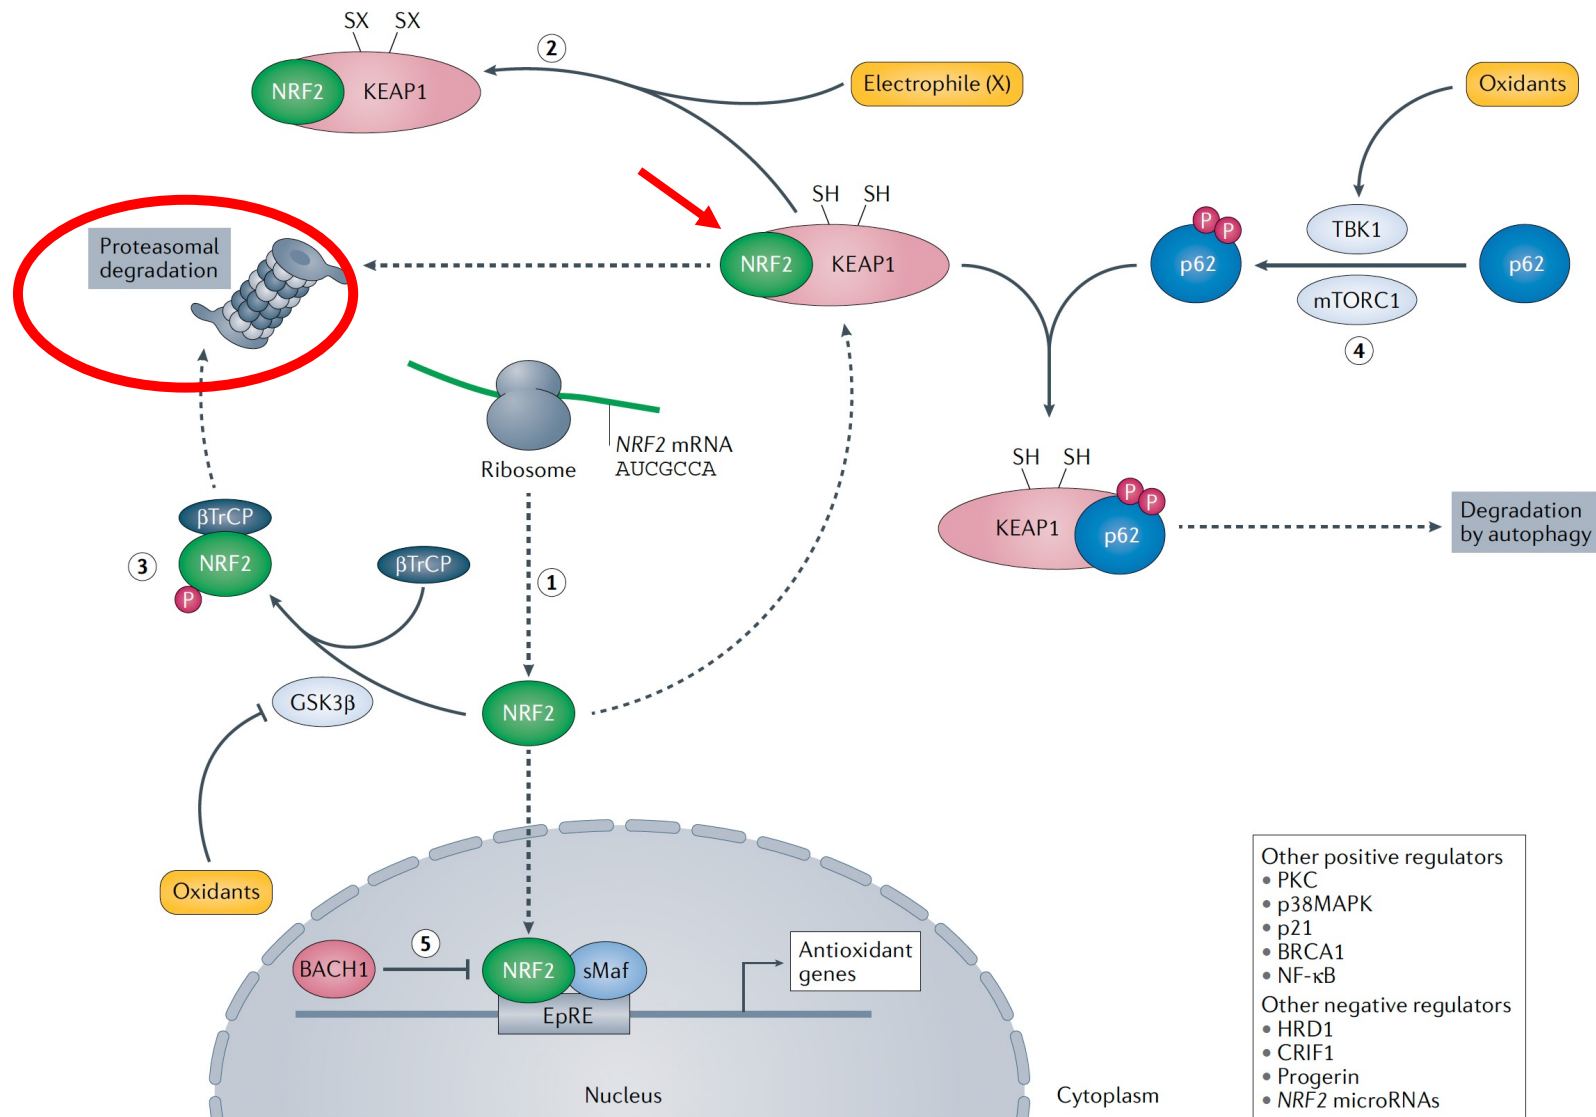 SX SX
2
NRF2 KEAP1
Electrophile (X)
Oxidants
SH SH
NRF2 KEAP1
Proteasomal
degradation
P
P
p62
TBK1
mTORC1
p62
4
NRF2 mRNA
AUCGCCA
Ribosome
SH SH
KEAP1
P
P
p62
Degradation
by autophagy
βTrCP
NRF2
P
3
βTrCP
1
GSK3β
NRF2
Oxidants
BACH1
5
NRF2
sMaf
EpRE
Antioxidant
genes
Nucleus
Cytoplasm
Other positive regulators
• PKC
• p38MAPK
• p21
• BRCA1
• NF-κB
Other negative regulators
• HRD1
• CRIF1
• Progerin
• NRF2 microRNAs